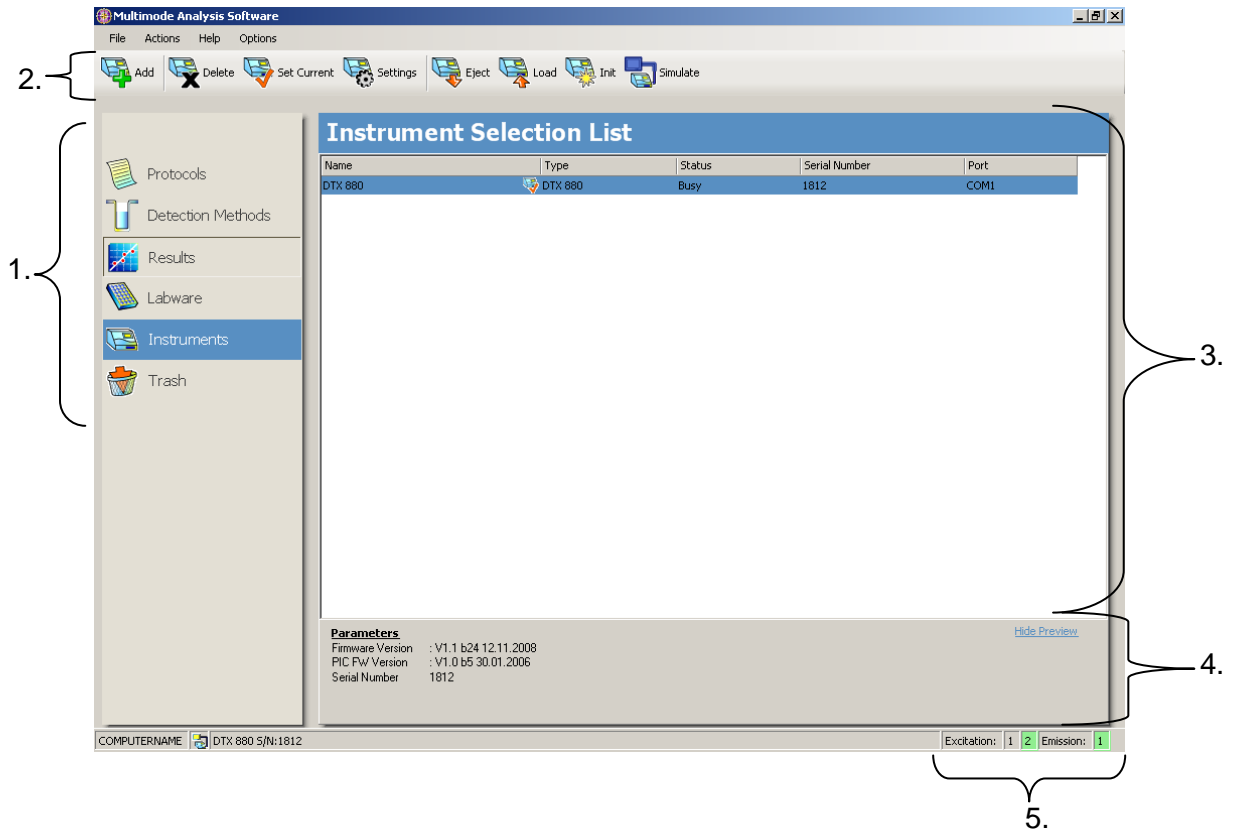 Multimode Analysis Software
File Actions Help Options
2.
Add Delete Set Current Settings Eject Load Init Simulate
1.
Protocols
Detection Methods
Results
Labware
Instruments
Trash
Instrument Selection List
Name Type Status Serial Number Port
DTX 880 DTX 880 Busy 1812 COM1
3.
Parameters
Hide Preview
Firmware Version : V1.1 b24 12.11.2008
PIC FW Version : V1.0 b5 30.01.2006
Serial Number 1812
4.
COMPUTERNAME DTX 880 S/N:1812 Excitation: 1 2 Emission: 1
5.